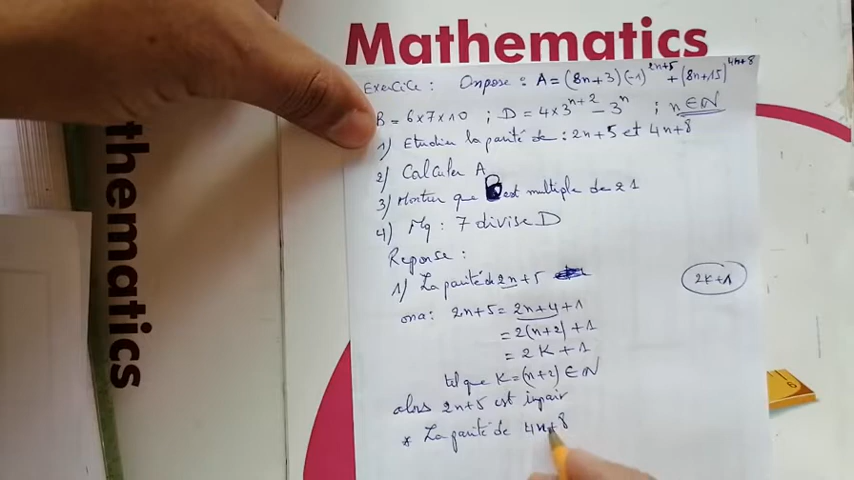 Mathematics
thematics
Exercice : On pose : A = (8n+3)(-1)^2n+5 + (8n+15)^4n+8
B = 6×7×10 ; D = 4×3^n+2 - 3^n ; n∈ℕ
1) Etudier la parité de : 2n+5 et 4n+8
2) Calculer A
3) Montrer que est multiple de 21
4) Mq : 7 divise D
Reponse :
1) La parité de 2n+5
2K+1
ona : 2n+5 = 2n+4+1
= 2(n+2)+1
= 2K+1
tel que K = (n+2) ∈ ℕ
alors 2n+5 est impair
* La parité de 4n+8